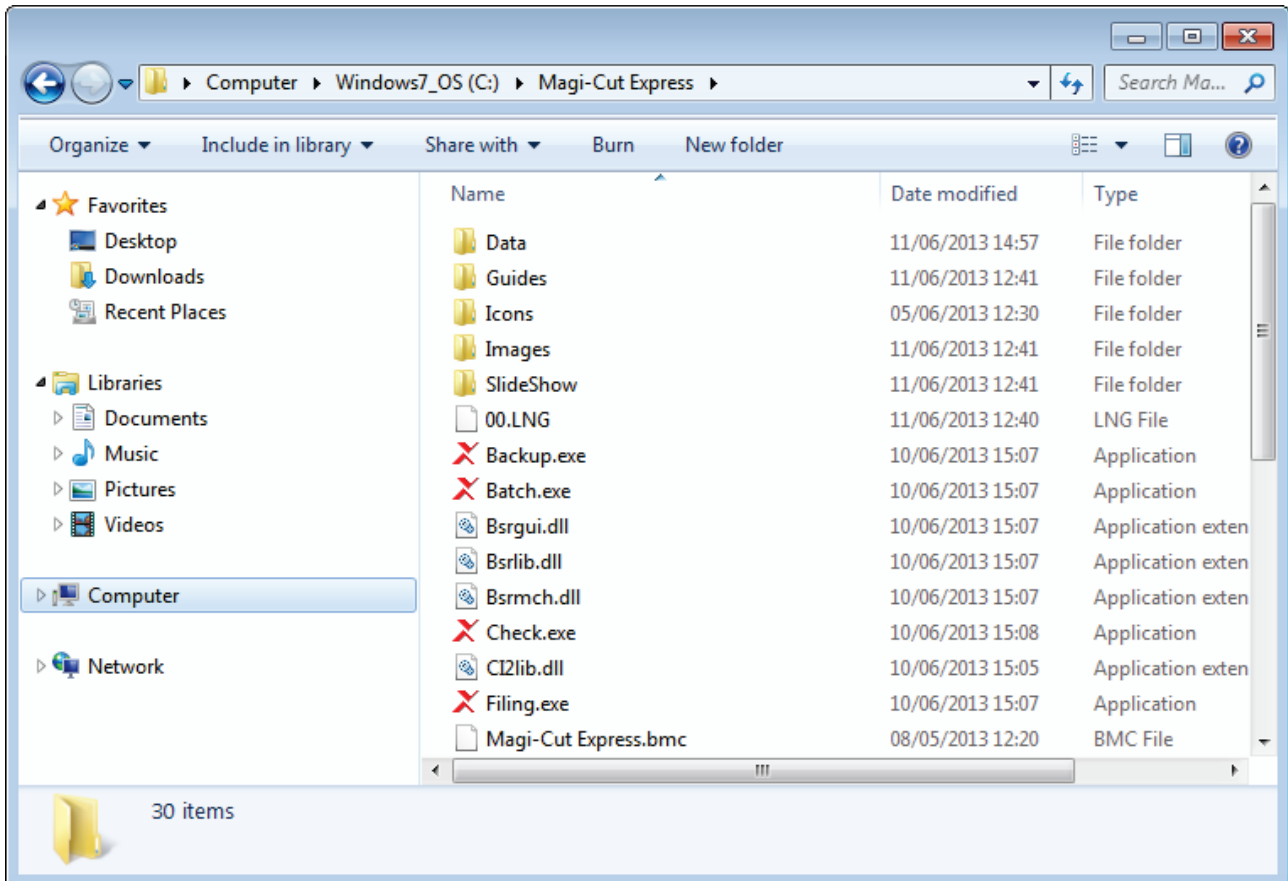 Computer Windows7_OS (C:) Magi-Cut Express Search Ma...
Organize Include in library Share with Burn New folder
Favorites
Desktop
Downloads
Recent Places
Libraries
Documents
Music
Pictures
Videos
Computer
Network
Name Date modified Type
Data 11/06/2013 14:57 File folder
Guides 11/06/2013 12:41 File folder
Icons 05/06/2013 12:30 File folder
Images 11/06/2013 12:41 File folder
SlideShow 11/06/2013 12:41 File folder
00.LNG 11/06/2013 12:40 LNG File
Backup.exe 10/06/2013 15:07 Application
Batch.exe 10/06/2013 15:07 Application
Bsrgui.dll 10/06/2013 15:07 Application exten
Bsrlib.dll 10/06/2013 15:07 Application exten
Bsrmch.dll 10/06/2013 15:07 Application exten
Check.exe 10/06/2013 15:08 Application
CI2lib.dll 10/06/2013 15:05 Application exten
Filing.exe 10/06/2013 15:07 Application
Magi-Cut Express.bmc 08/05/2013 12:20 BMC File
30 items